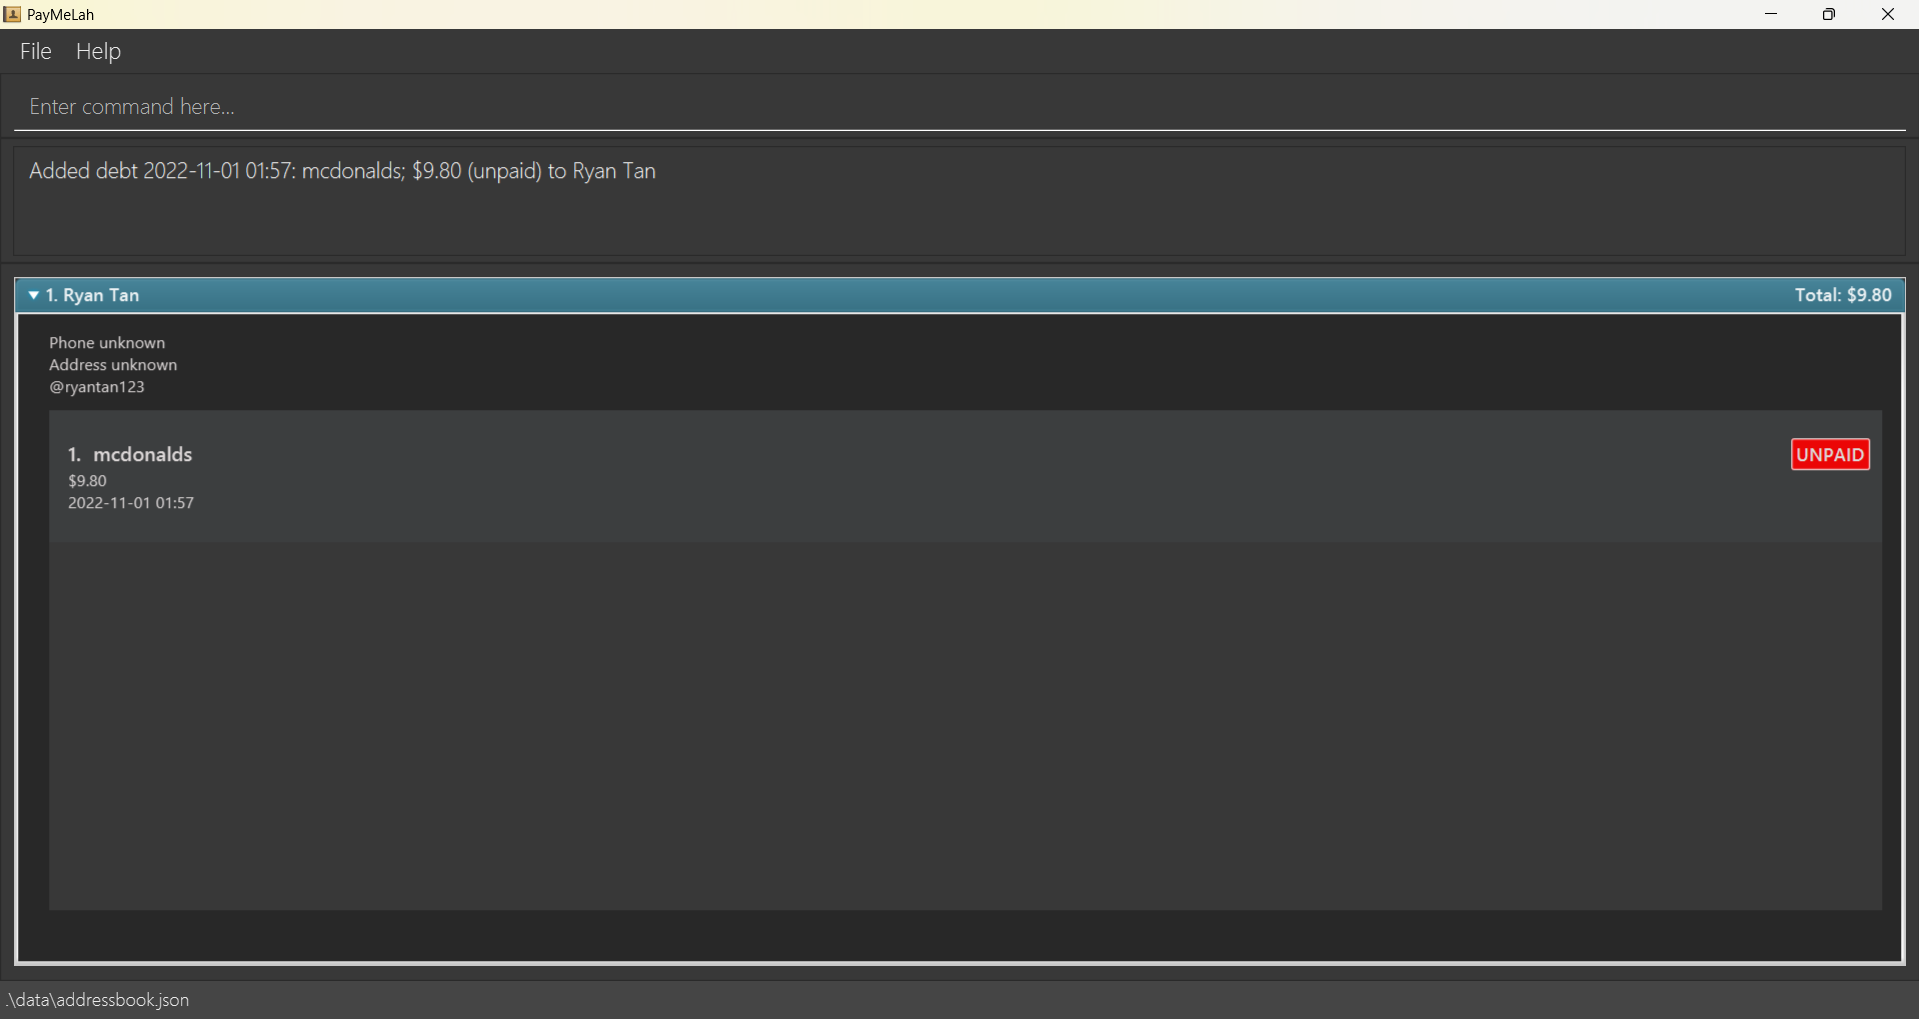 PayMeLah
File Help
Enter command here...
Added debt 2022-11-01 01:57: mcdonalds; $9.80 (unpaid) to Ryan Tan
1. Ryan Tan Total: $9.80
Phone unknown
Address unknown
@ryantan123
1. mcdonalds UNPAID
$9.80
2022-11-01 01:57
.\data\addressbook.json